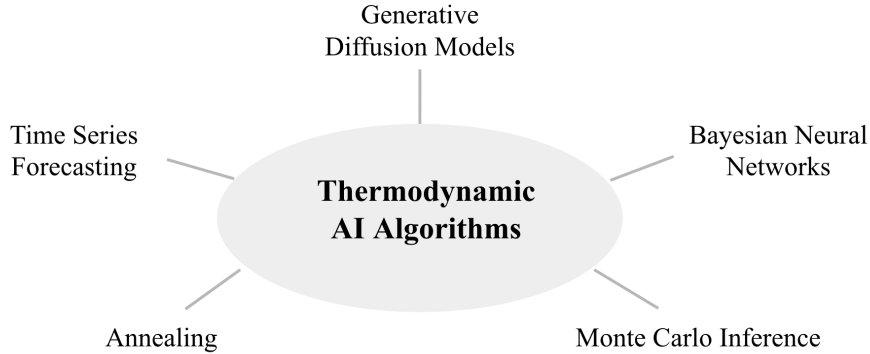 Generative
Diffusion Models
Time Series
Forecasting
Bayesian Neural
Networks
Thermodynamic
AI Algorithms
Annealing
Monte Carlo Inference